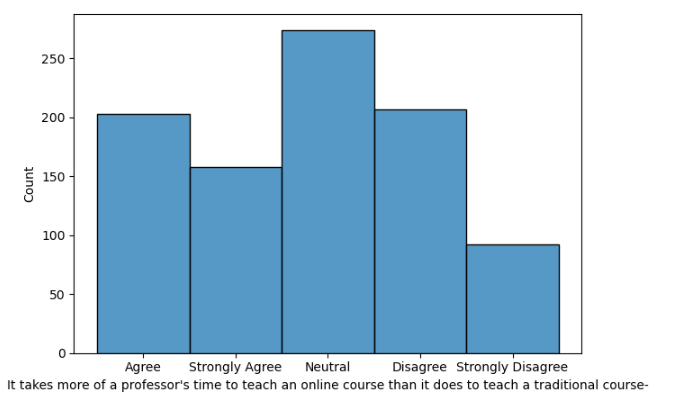 250
200
150
100
50
0
Count
Agree Strongly Agree Neutral Disagree Strongly Disagree
It takes more of a professor's time to teach an online course than it does to teach a traditional course-